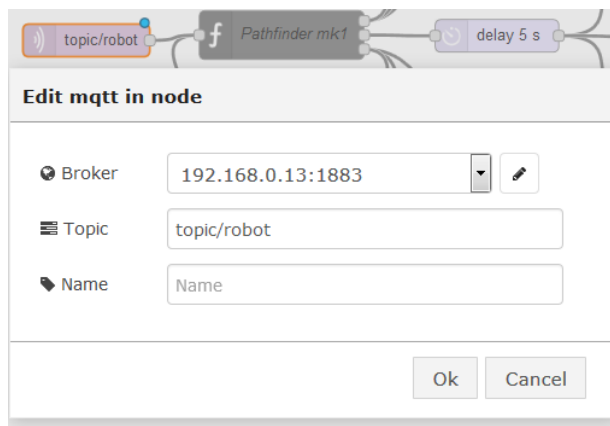 topic/robot
f Pathfinder mk1
delay 5 s
Edit mqtt in node
Broker
192.168.0.13:1883
Topic
topic/robot
Name
Name
Ok Cancel